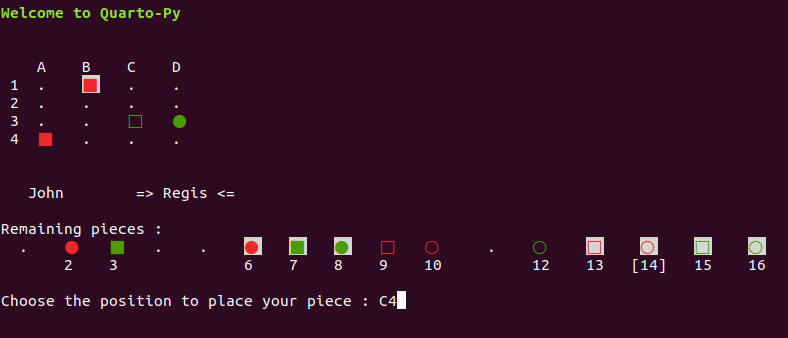 Welcome to Quarto-Py
A B C D
1 . ■ . .
2 . . . .
3 . . □ ●
4 ■ . . .
John => Regis <=
Remaining pieces :
. ● ■ . . ● ■ ● □ ○ . ○ □ ○ □ ○
2 3 6 7 8 9 10 12 13 [14] 15 16
Choose the position to place your piece : C4